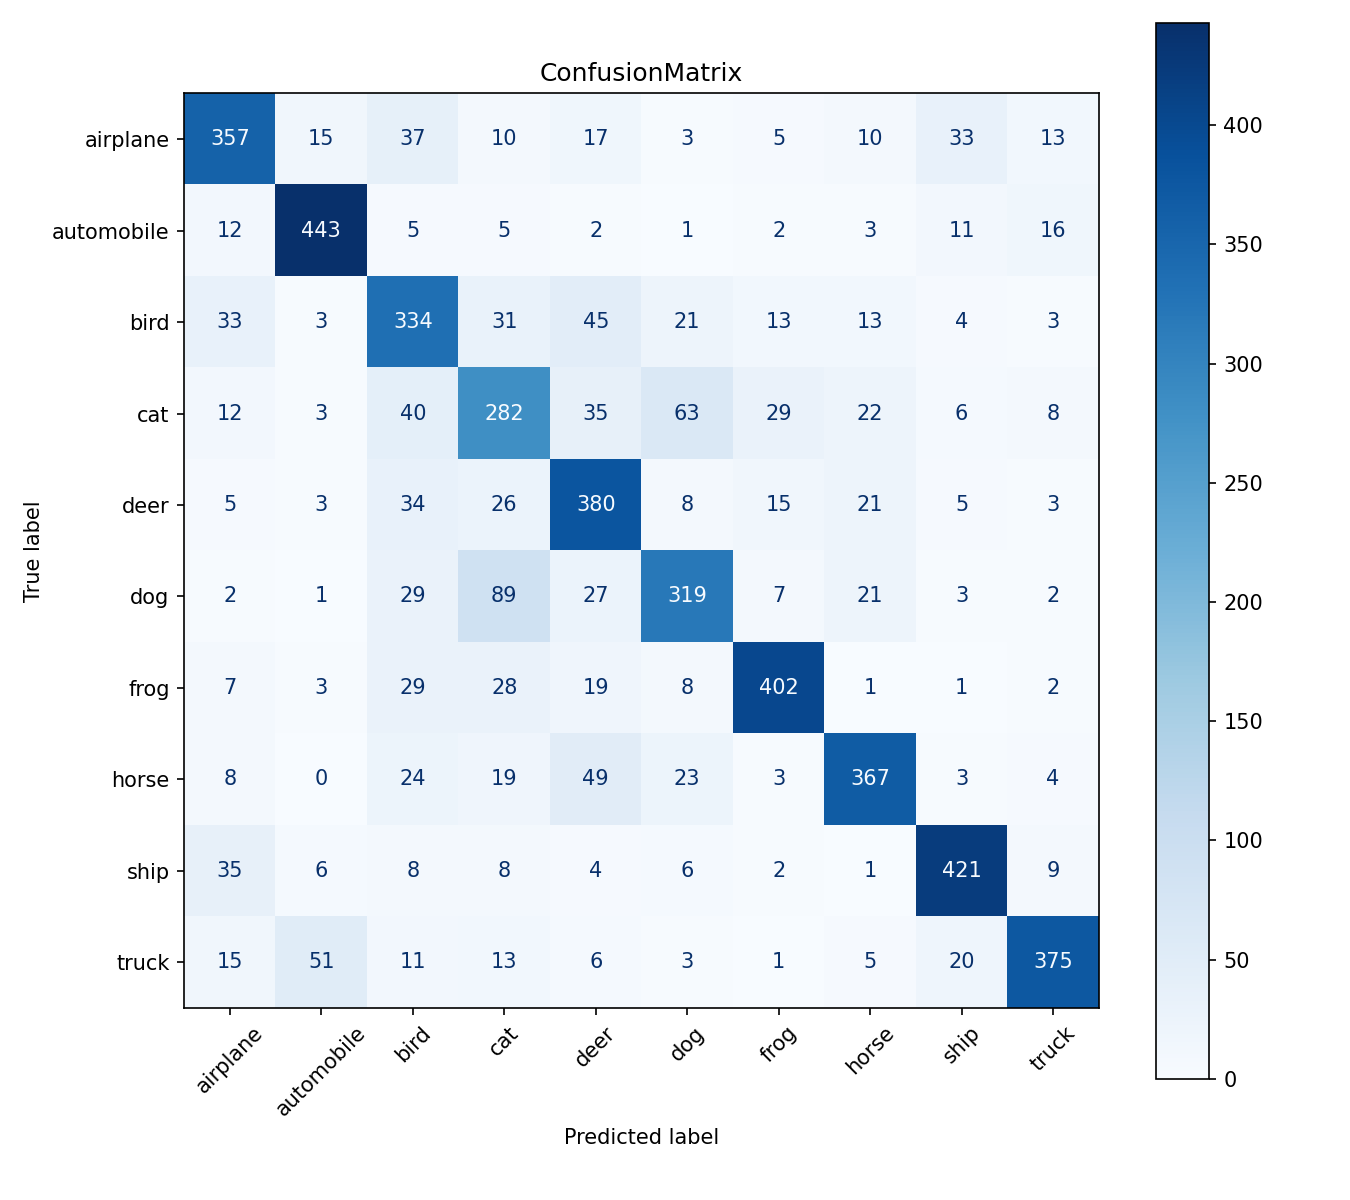 ConfusionMatrix
airplane 357 15 37 10 17 3 5 10 33 13
automobile 12 443 5 5 2 1 2 3 11 16
bird 33 3 334 31 45 21 13 13 4 3
cat 12 3 40 282 35 63 29 22 6 8
deer 5 3 34 26 380 8 15 21 5 3
dog 2 1 29 89 27 319 7 21 3 2
frog 7 3 29 28 19 8 402 1 1 2
horse 8 0 24 19 49 23 3 367 3 4
ship 35 6 8 8 4 6 2 1 421 9
truck 15 51 11 13 6 3 1 5 20 375
airplane automobile bird cat deer dog frog horse ship truck
Predicted label
True label
400
350
300
250
200
150
100
50
0